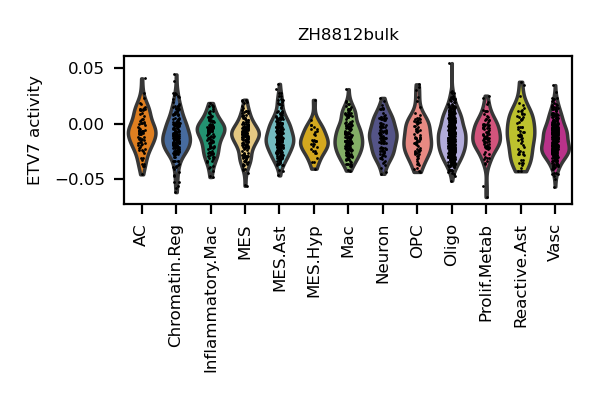 ZH8812bulk
ETV7 activity
0.05
0.00
−0.05
AC
Chromatin.Reg
Inflammatory.Mac
MES
MES.Ast
MES.Hyp
Mac
Neuron
OPC
Oligo
Prolif.Metab
Reactive.Ast
Vasc